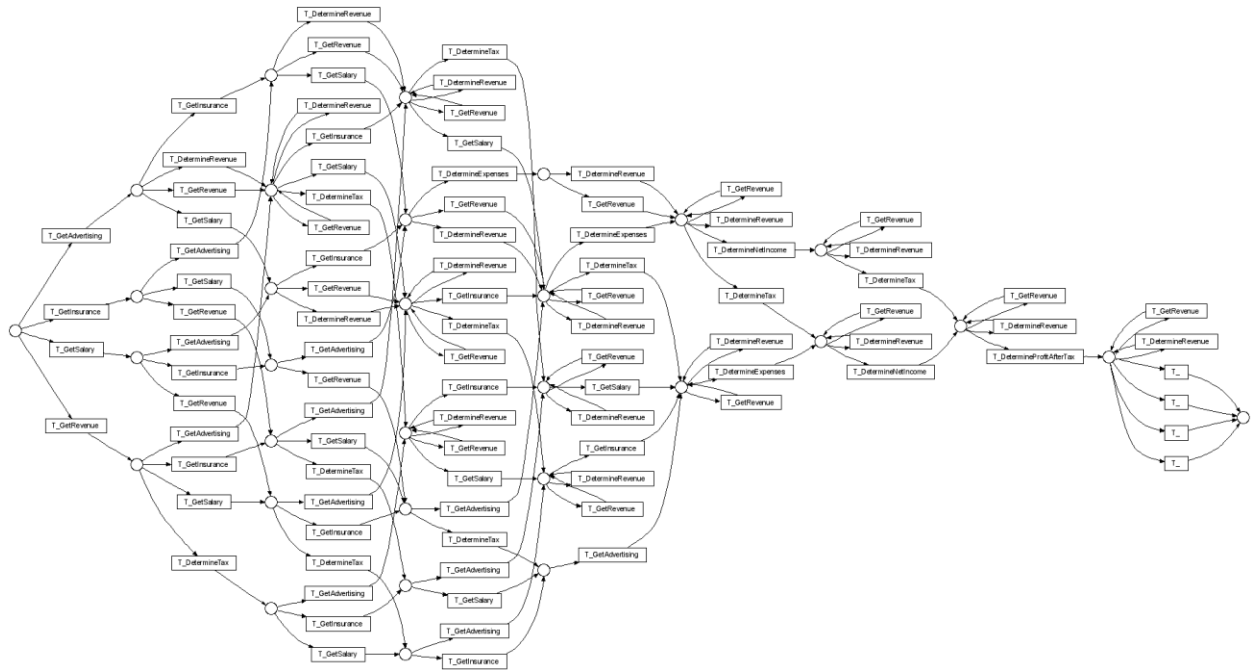 T_DetermineRevenue
T_GetRevenue
T_GetSalary
T_GetInsurance
T_DetermineRevenue
T_GetInsurance
T_DetermineRevenue
T_GetSalary
T_GetRevenue
T_DetermineTax
T_GetSalary
T_GetRevenue
T_GetAdvertising
T_GetAdvertising
T_GetInsurance
T_GetSalary
T_GetRevenue
T_GetInsurance
T_GetRevenue
T_DetermineRevenue
T_GetSalary
T_GetAdvertising
T_GetAdvertising
T_GetInsurance
T_GetRevenue
T_GetRevenue
T_GetRevenue
T_GetAdvertising
T_GetAdvertising
T_GetInsurance
T_GetSalary
T_DetermineTax
T_GetSalary
T_GetAdvertising
T_GetInsurance
T_DetermineTax
T_DetermineTax
T_GetAdvertising
T_GetInsurance
T_GetSalary
T_DetermineTax
T_DetermineRevenue
T_GetRevenue
T_GetSalary
T_DetermineExpenses
T_GetRevenue
T_DetermineRevenue
T_DetermineRevenue
T_GetInsurance
T_DetermineTax
T_GetRevenue
T_GetInsurance
T_DetermineRevenue
T_GetRevenue
T_GetSalary
T_GetAdvertising
T_DetermineTax
T_GetAdvertising
T_GetSalary
T_GetAdvertising
T_GetInsurance
T_DetermineRevenue
T_GetRevenue
T_DetermineExpenses
T_DetermineTax
T_GetRevenue
T_DetermineRevenue
T_GetRevenue
T_GetSalary
T_DetermineRevenue
T_GetInsurance
T_DetermineRevenue
T_GetRevenue
T_GetAdvertising
T_GetRevenue
T_DetermineRevenue
T_DetermineNetIncome
T_DetermineTax
T_DetermineRevenue
T_DetermineExpenses
T_GetRevenue
T_GetRevenue
T_DetermineRevenue
T_DetermineTax
T_GetRevenue
T_DetermineRevenue
T_DetermineNetIncome
T_GetRevenue
T_DetermineRevenue
T_DetermineProfitAfterTax
T_GetRevenue
T_DetermineRevenue
T_
T_
T_
T_